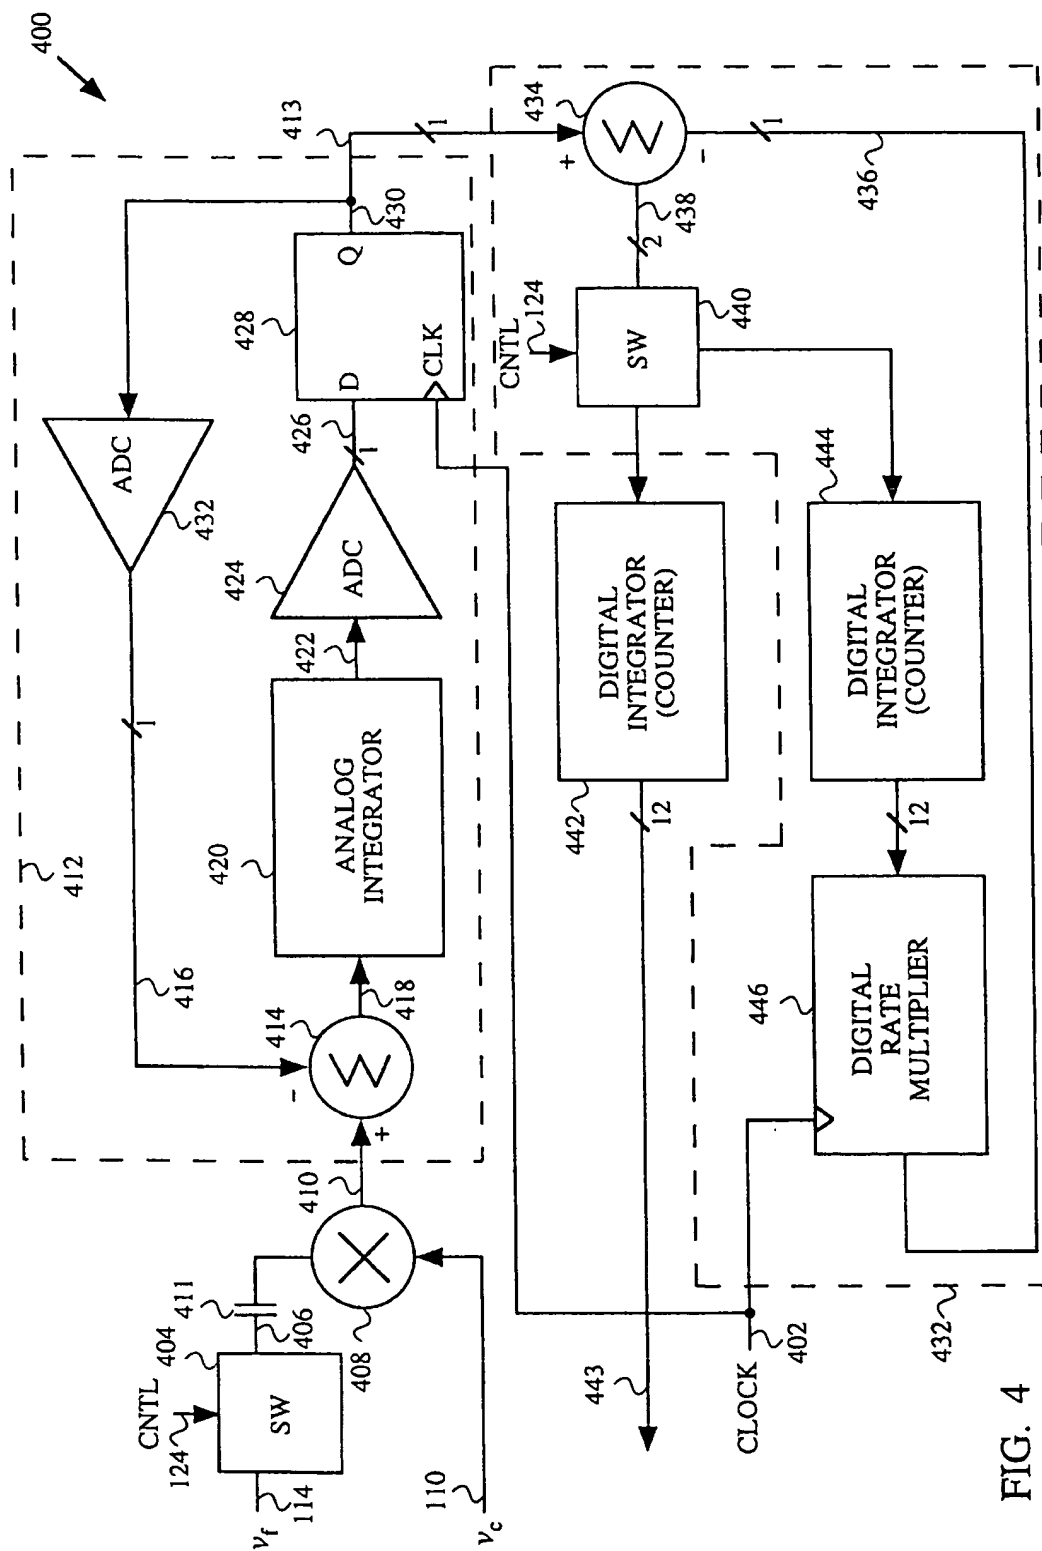 400
412
416
1
ADC
432
413
CNTL
124
404
SW
v_f
114
406
411
408
v_c
110
410
+
-
414
Σ
418
420
ANALOG
INTEGRATOR
422
424
ADC
426
1
428
D
Q
CLK
430
1
434
+
-
Σ
1
436
438
2
CNTL
124
SW
440
DIGITAL
INTEGRATOR
(COUNTER)
442
12
443
444
DIGITAL
INTEGRATOR
(COUNTER)
12
446
DIGITAL
RATE
MULTIPLIER
CLOCK
402
432
FIG. 4